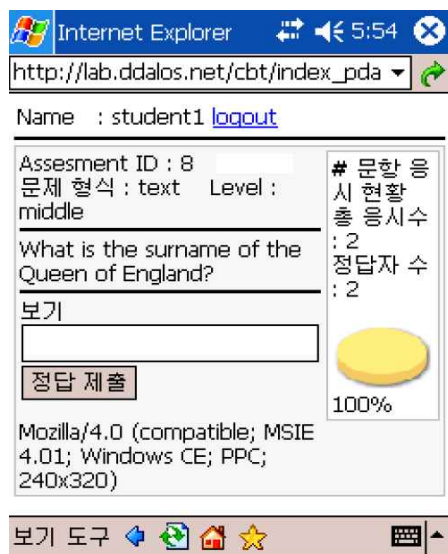 Internet Explorer 5:54
http://lab.ddalos.net/cbt/index_pda
Name : student1 logout
Assesment ID : 8
문제 형식 : text Level :
middle
What is the surname of the
Queen of England?
보기
정답 제출
Mozilla/4.0 (compatible; MSIE
4.01; Windows CE; PPC;
240x320)
# 문항 응
시 현황
총 응시수
: 2
정답자 수
: 2
100%
보기 도구